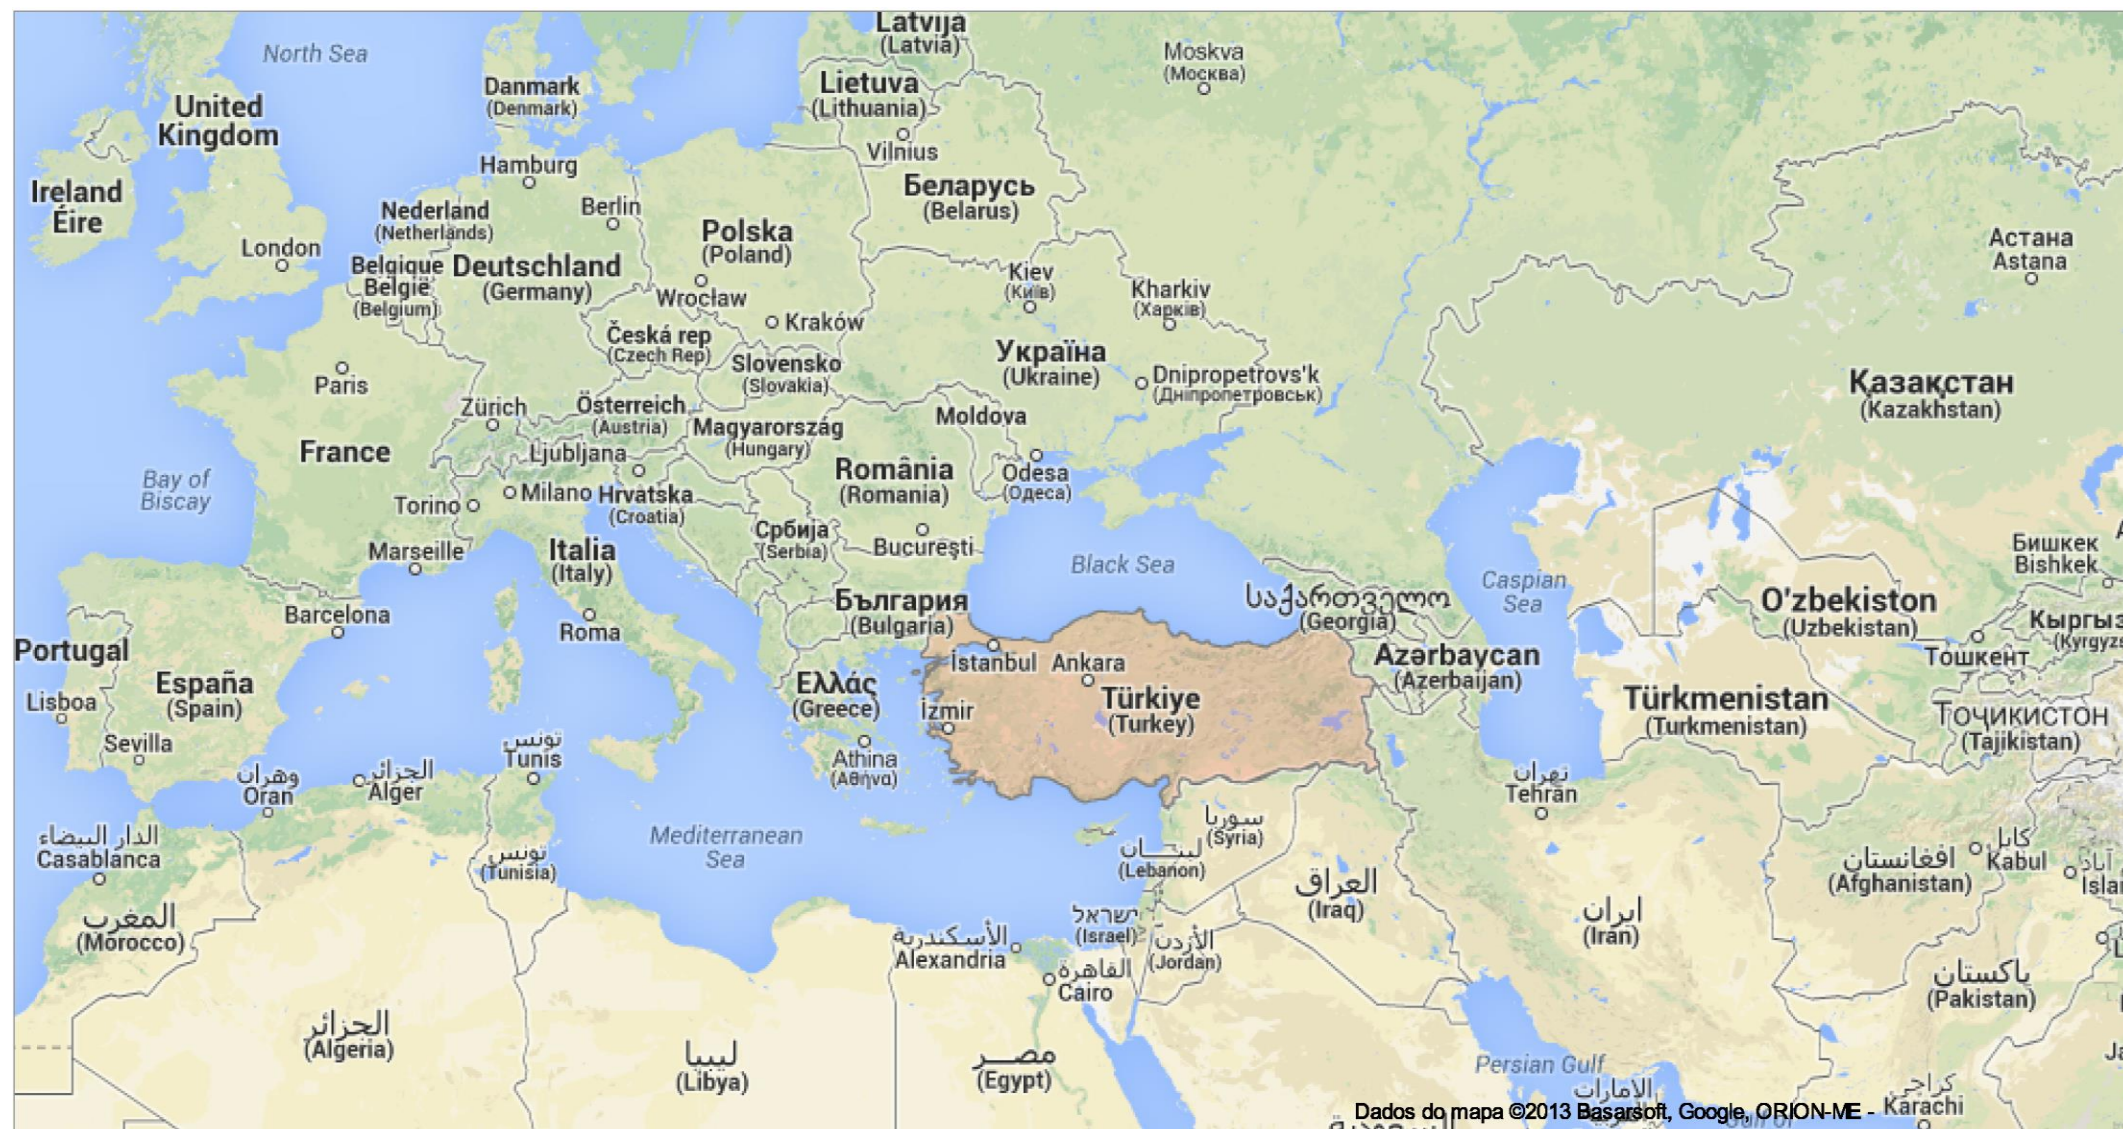 Latvija
(Latvia)
North Sea
Moskva
(Москва)
Danmark
(Denmark)
Lietuva
(Lithuania)
United
Kingdom
Vilnius
Hamburg
Беларусь
(Belarus)
Ireland
Éire
Nederland
(Netherlands)
Berlin
Polska
(Poland)
London
Астана
Astana
Belgique
België
(Belgium)
Deutschland
(Germany)
Wrocław
Kiev
(Київ)
Kharkiv
(Харків)
Kraków
Česká rep
(Czech Rep)
Slovensko
(Slovakia)
Україна
(Ukraine)
Dnipropetrovs'k
(Дніпропетровськ)
Paris
Қазақстан
(Kazakhstan)
Zürich
Österreich
(Austria)
Magyarország
(Hungary)
Moldova
France
Ljubljana
România
(Romania)
Odesa
(Одеса)
Bay of
Biscay
Torino
Milano
Hrvatska
(Croatia)
Србија
(Serbia)
Bucureşti
Marseille
Italia
(Italy)
Black Sea
Caspian
Sea
Бишкек
Bishkek
Barcelona
Roma
България
(Bulgaria)
საქართველო
(Georgia)
O'zbekiston
(Uzbekistan)
Portugal
İstanbul
Ankara
Azərbaycan
(Azerbaijan)
Тошкент
España
(Spain)
Lisboa
Ελλάς
(Greece)
İzmir
Türkiye
(Turkey)
Türkmenistan
(Turkmenistan)
Тоҷикистон
(Tajikistan)
Sevilla
تونس
Tunis
Athina
(Αθήνα)
وهران
Oran
الجزائر
Alger
تهران
Tehran
الدار البيضاء
Casablanca
Mediterranean
Sea
سوريا
(Syria)
لبنان
(Lebanon)
تونس
(Tunisia)
افغانستان
(Afghanistan)
كابل
Kabul
العراق
(Iraq)
المغرب
(Morocco)
ישראל
(Israel)
الأردن
(Jordan)
ایران
(Iran)
الأسكندرية
Alexandria
القاهرة
Cairo
باکستان
(Pakistan)
الجزائر
(Algeria)
ليبيا
(Libya)
مصر
(Egypt)
Persian Gulf
الامارات
كراچى
Karachi
Dados do mapa ©2013 Basarsoft, Google, ORION-ME -